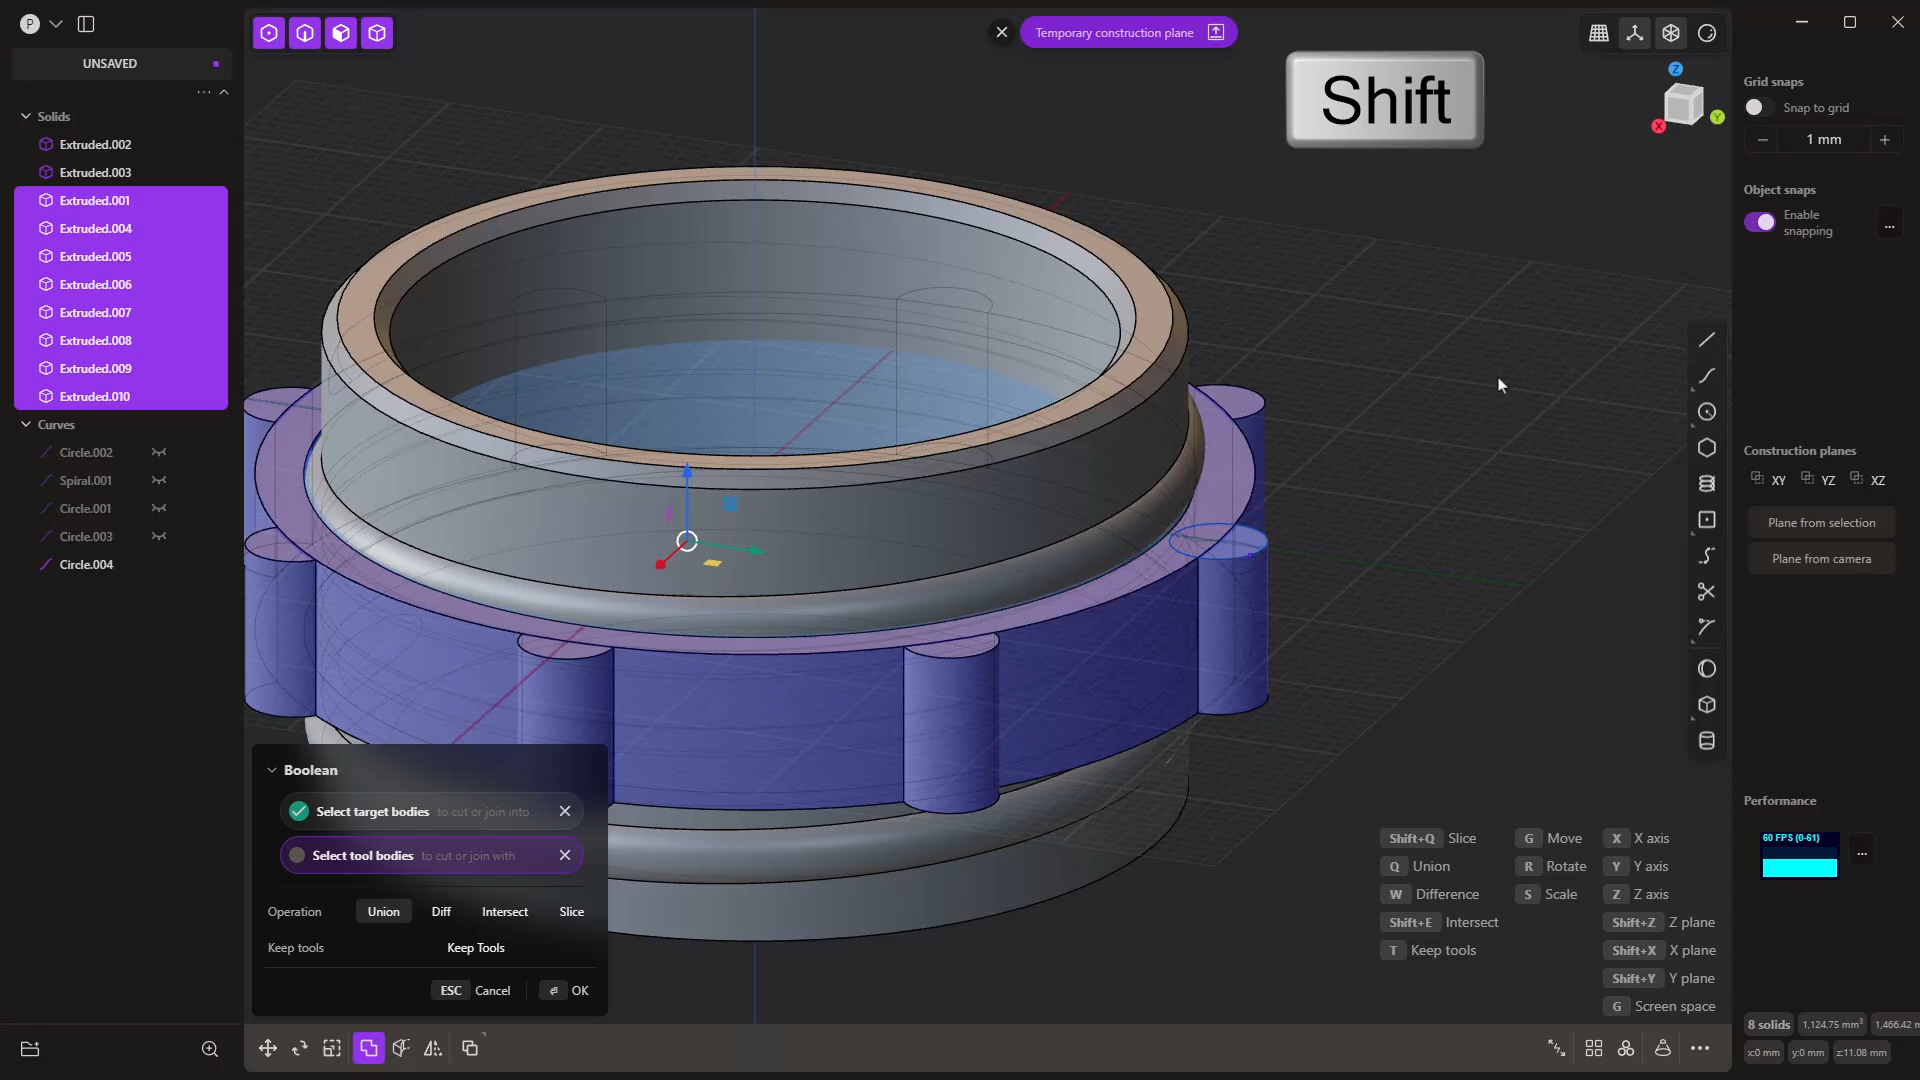 P
UNSAVED
Solids
Extruded.002
Extruded.003
Extruded.001
Extruded.004
Extruded.005
Extruded.006
Extruded.007
Extruded.008
Extruded.009
Extruded.010
Curves
Circle.002
Spiral.001
Circle.001
Circle.003
Circle.004
Temporary construction plane
Shift
Z
Y
X
Grid snaps
Snap to grid
1 mm
Object snaps
Enable
snapping
...
Construction planes
XY YZ XZ
Plane from selection
Plane from camera
Performance
60 FPS (0-61)
...
Boolean
Select target bodies to cut or join into
Select tool bodies to cut or join with
Operation Union Diff Intersect Slice
Keep tools Keep Tools
ESC Cancel OK
Shift+Q Slice G Move X X axis
Q Union R Rotate Y Y axis
W Difference S Scale Z Z axis
Shift+E Intersect Shift+Z Z plane
T Keep tools Shift+X X plane
Shift+Y Y plane
G Screen space
8 solids 1,124.75 mm³ 1,466.42 m
x:0 mm y:0 mm z:11.08 mm